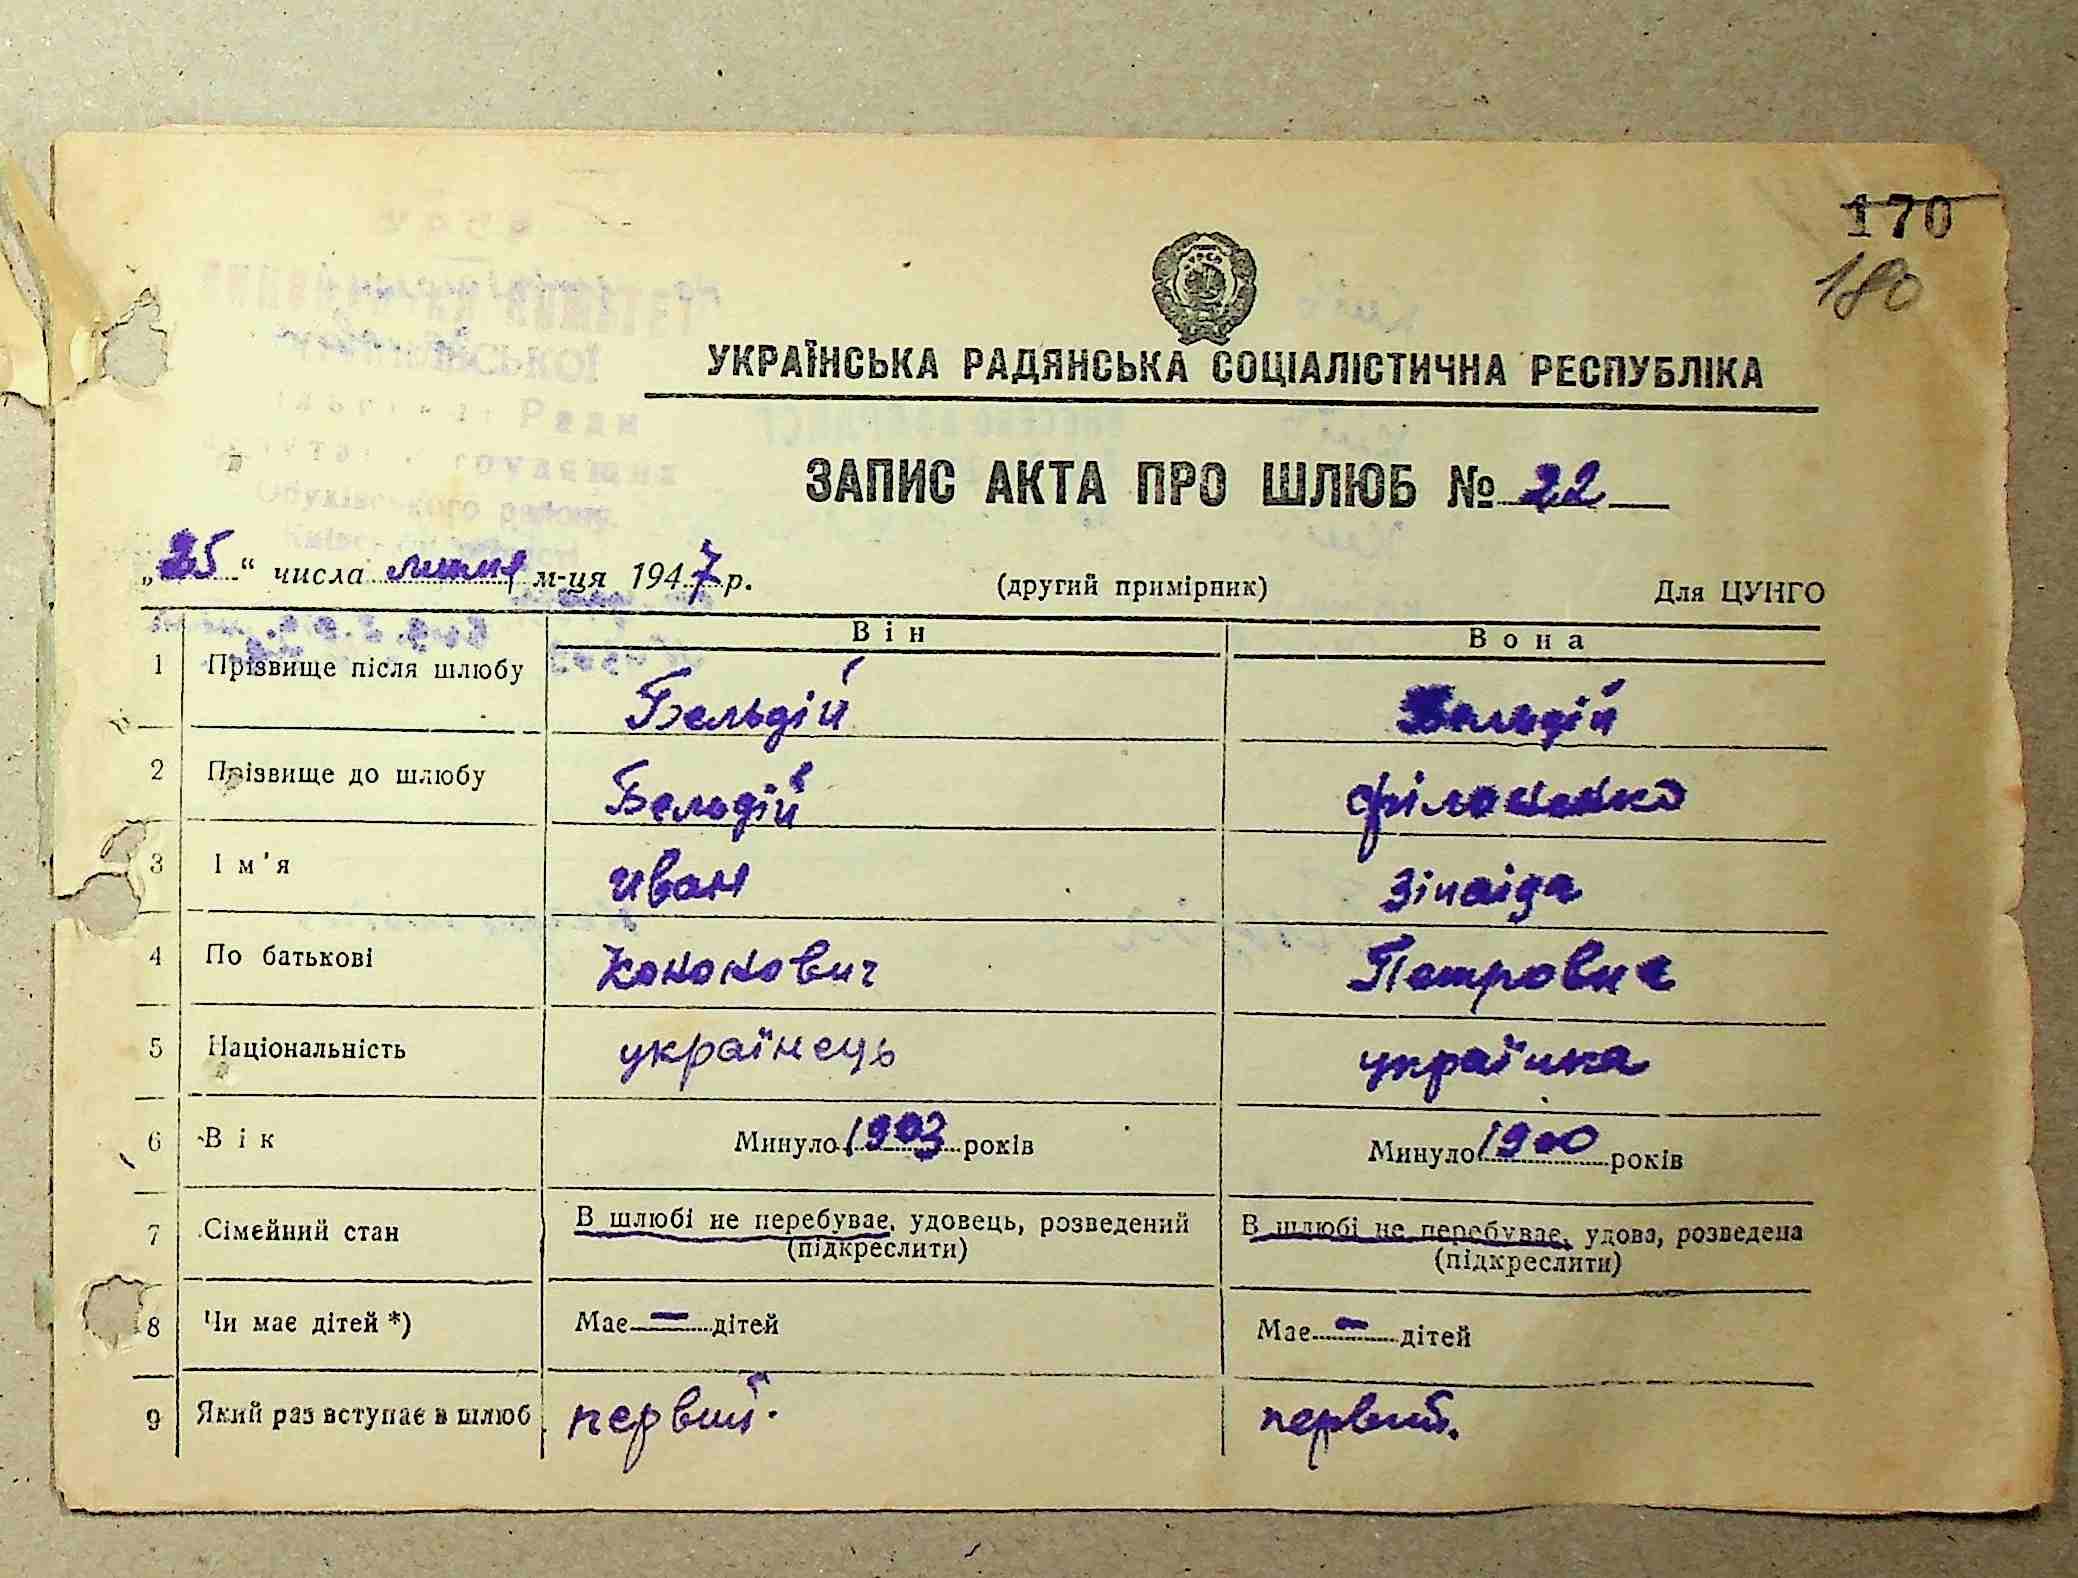 170
180
УКРАЇНСЬКА РАДЯНСЬКА СОЦІАЛІСТИЧНА РЕСПУБЛІКА
ЗАПИС АКТА ПРО ШЛЮБ № 22
„25“ числа липня м-ця 1947 р. (другий примірник) Для ЦУНГО
Він Вона
1 Прізвище після шлюбу Бельдій Бельдій
2 Прізвище до шлюбу Бельдій Філоненко
3 Ім'я Иван Зінаіда
4 По батькові Кононович Петровна
5 Національність українець українка
6 Вік Минуло 1903 років Минуло 1900 років
7 Сімейний стан В шлюбі не перебуває, удовець, розведений В шлюбі не перебуває, удова, розведена
(підкреслити) (підкреслити)
8 Чи має дітей *) Має — дітей Має — дітей
9 Який раз вступає в шлюб первий. первий.